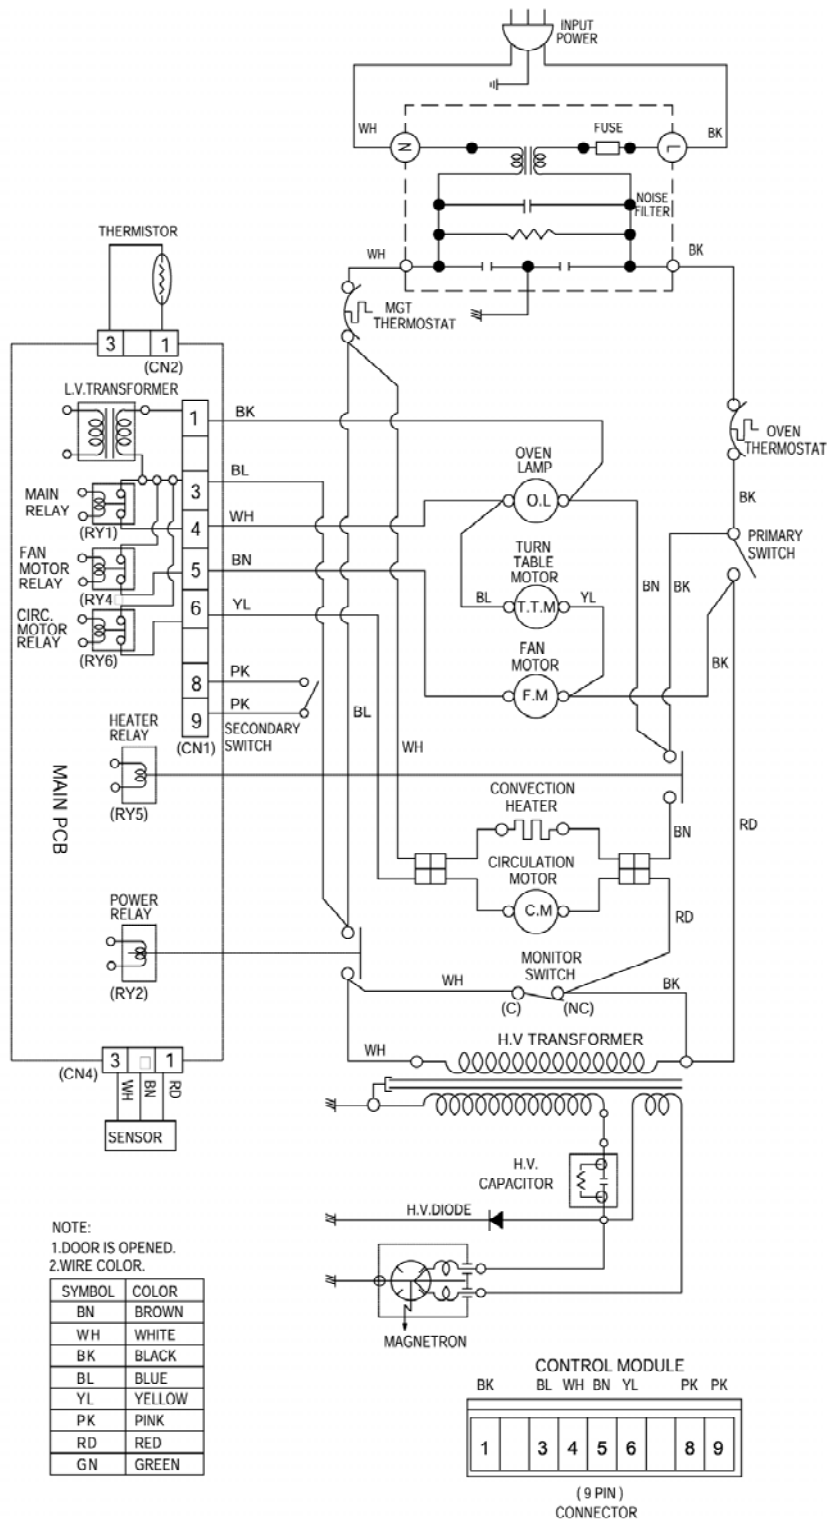 INPUT
POWER
WH
FUSE
BK
N
L
NOISE
FILTER
THERMISTOR
WH
BK
MGT
THERMOSTAT
3 1
(CN2)
L.V.TRANSFORMER
1
BK
OVEN
THERMOSTAT
OVEN
LAMP
BL
MAIN
RELAY
3
O.L
BK
(RY1)
4
WH
PRIMARY
SWITCH
FAN
MOTOR
RELAY
5
BN
TURN
TABLE
MOTOR
BN
BK
(RY4
6
YL
BL
T.T.M
YL
CIRC.
MOTOR
RELAY
(RY6)
FAN
MOTOR
BK
8
PK
F.M
9
PK
BL
HEATER
RELAY
(CN1)
SECONDARY
SWITCH
WH
MAIN PCB
(RY5)
CONVECTION
HEATER
BN
RD
CIRCULATION
MOTOR
POWER
RELAY
C.M
RD
(RY2)
MONITOR
SWITCH
WH
BK
(C)
(NC)
WH
H.V TRANSFORMER
3 1
(CN4)
WH
BN
RD
SENSOR
H.V.
CAPACITOR
H.V.DIODE
MAGNETRON
NOTE:
1.DOOR IS OPENED.
2.WIRE COLOR.
SYMBOL COLOR
BN BROWN
WH WHITE
BK BLACK
BL BLUE
YL YELLOW
PK PINK
RD RED
GN GREEN
CONTROL MODULE
BK BL WH BN YL PK PK
1 3 4 5 6 8 9
( 9 PIN )
CONNECTOR